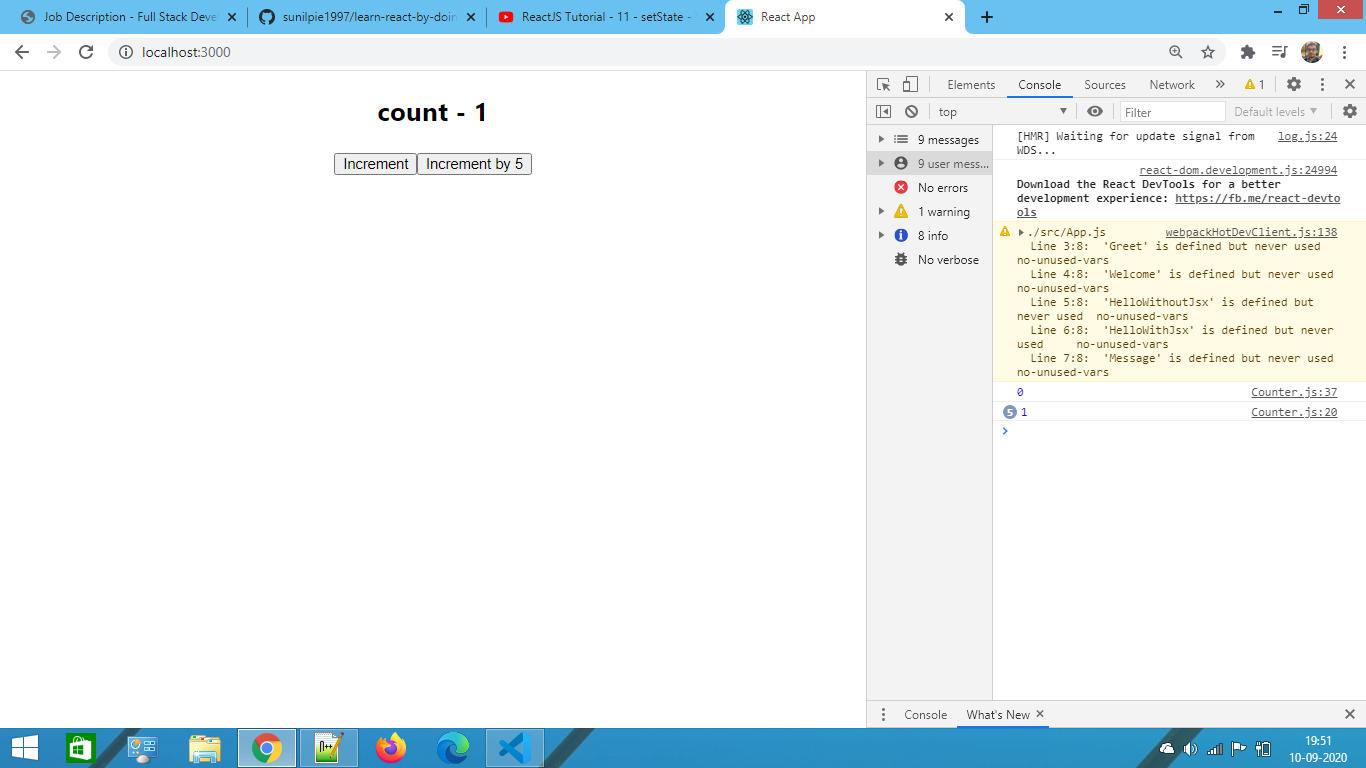 Job Description - Full Stack Deve
sunilpie1997/learn-react-by-doin
ReactJS Tutorial - 11 - setState -
React App
localhost:3000
count - 1
Increment
Increment by 5
Elements
Console
Sources
Network
1
top
Filter
Default levels
9 messages
9 user mess...
No errors
1 warning
8 info
No verbose
[HMR] Waiting for update signal from log.js:24
WDS...
react-dom.development.js:24994
Download the React DevTools for a better
development experience: https://fb.me/react-devto
ols
./src/App.js webpackHotDevClient.js:138
Line 3:8: 'Greet' is defined but never used
no-unused-vars
Line 4:8: 'Welcome' is defined but never used
no-unused-vars
Line 5:8: 'HelloWithoutJsx' is defined but
never used no-unused-vars
Line 6:8: 'HelloWithJsx' is defined but never
used no-unused-vars
Line 7:8: 'Message' is defined but never used
no-unused-vars
0 Counter.js:37
5 1 Counter.js:20
Console
What's New
19:51
10-09-2020